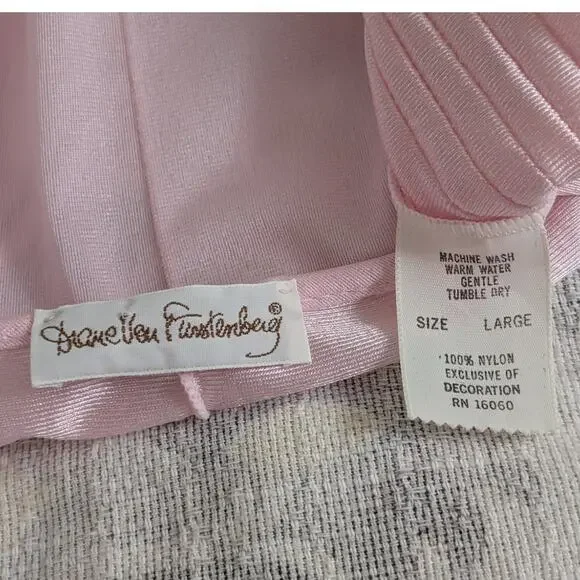 Diane Von Furstenberg®
MACHINE WASH
WARM WATER
GENTLE
TUMBLE DRY
SIZE LARGE
100% NYLON
EXCLUSIVE OF
DECORATION
RN 16060